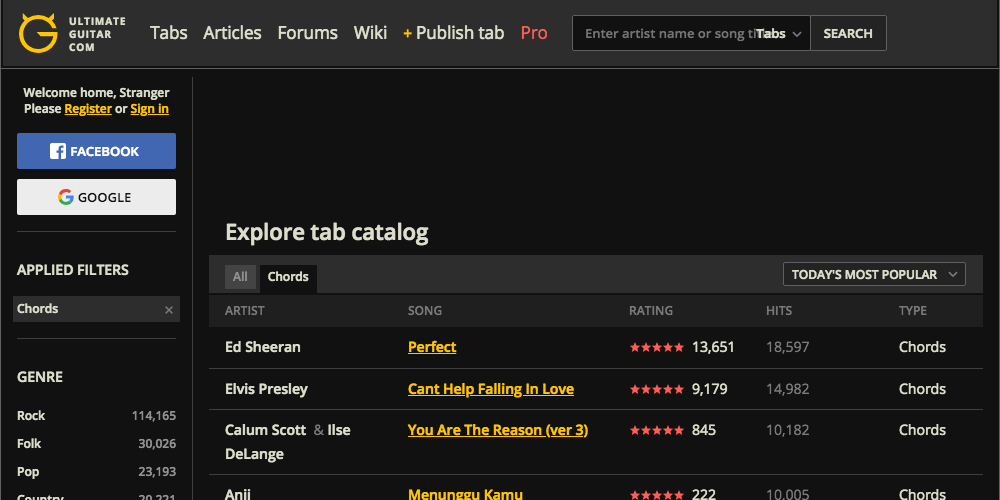 ULTIMATE
GUITAR
COM
Tabs Articles Forums Wiki + Publish tab Pro
Enter artist name or song ti Tabs SEARCH
Welcome home, Stranger
Please Register or Sign in
FACEBOOK
GOOGLE
APPLIED FILTERS
Chords ×
GENRE
Rock 114,165
Folk 30,026
Pop 23,193
Country 20,221
Explore tab catalog
All Chords TODAY'S MOST POPULAR
ARTIST SONG RATING HITS TYPE
Ed Sheeran Perfect ★★★★★ 13,651 18,597 Chords
Elvis Presley Cant Help Falling In Love ★★★★★ 9,179 14,982 Chords
Calum Scott & Ilse You Are The Reason (ver 3) ★★★★★ 845 10,182 Chords
DeLange
Anji Menunggu Kamu ★★★★★ 222 10,005 Chords